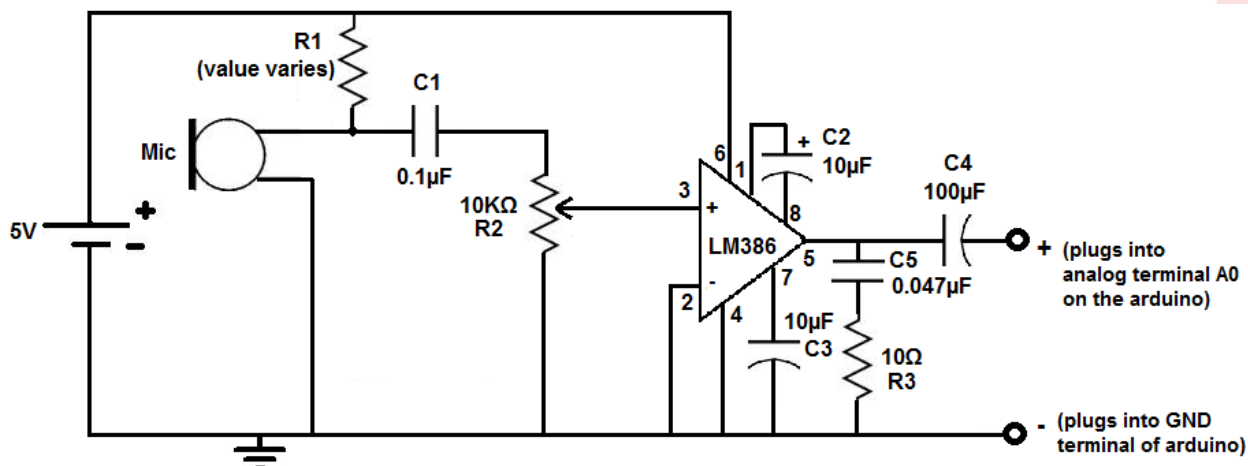 R1
(value varies)
C1
0.1µF
Mic
5V
+
-
10KΩ
R2
6
1
+
C2
10µF
8
3
+
LM386
5
-
2
4
7
10µF
C3
C4
100µF
C5
0.047µF
10Ω
R3
+ (plugs into
analog terminal A0
on the arduino)
- (plugs into GND
terminal of arduino)